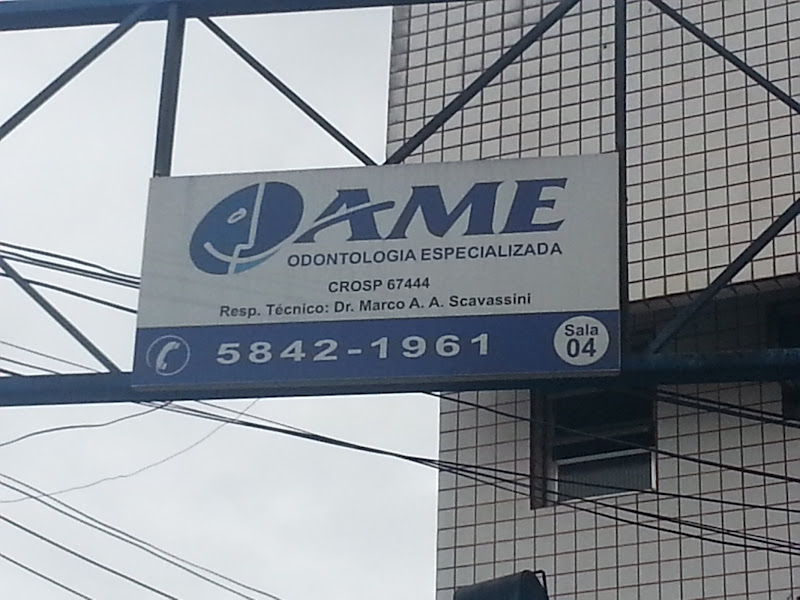 AME
ODONTOLOGIA ESPECIALIZADA
CROSP 67444
Resp. Técnico: Dr. Marco A. A. Scavassini
5842-1961
Sala
04